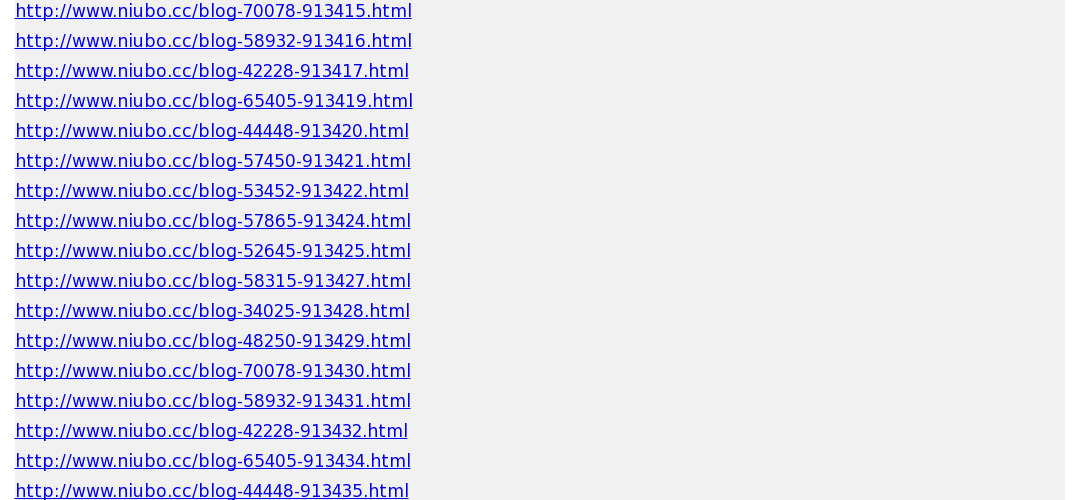 http://www.niubo.cc/blog-70078-913415.html
http://www.niubo.cc/blog-58932-913416.html
http://www.niubo.cc/blog-42228-913417.html
http://www.niubo.cc/blog-65405-913419.html
http://www.niubo.cc/blog-44448-913420.html
http://www.niubo.cc/blog-57450-913421.html
http://www.niubo.cc/blog-53452-913422.html
http://www.niubo.cc/blog-57865-913424.html
http://www.niubo.cc/blog-52645-913425.html
http://www.niubo.cc/blog-58315-913427.html
http://www.niubo.cc/blog-34025-913428.html
http://www.niubo.cc/blog-48250-913429.html
http://www.niubo.cc/blog-70078-913430.html
http://www.niubo.cc/blog-58932-913431.html
http://www.niubo.cc/blog-42228-913432.html
http://www.niubo.cc/blog-65405-913434.html
http://www.niubo.cc/blog-44448-913435.html